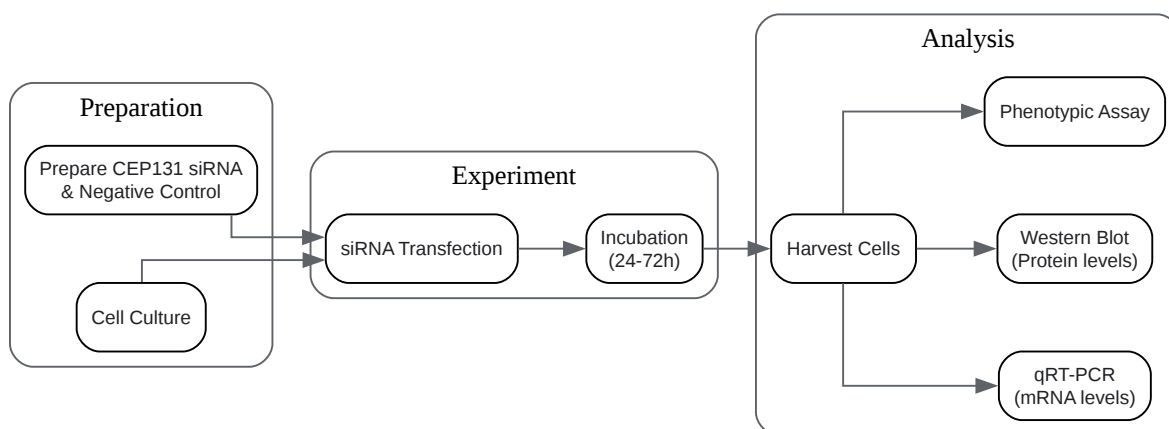 Preparation
Prepare CEP131 siRNA
& Negative Control
Cell Culture
Experiment
siRNA Transfection
Incubation
(24-72h)
Analysis
Harvest Cells
Phenotypic Assay
Western Blot
(Protein levels)
qRT-PCR
(mRNA levels)